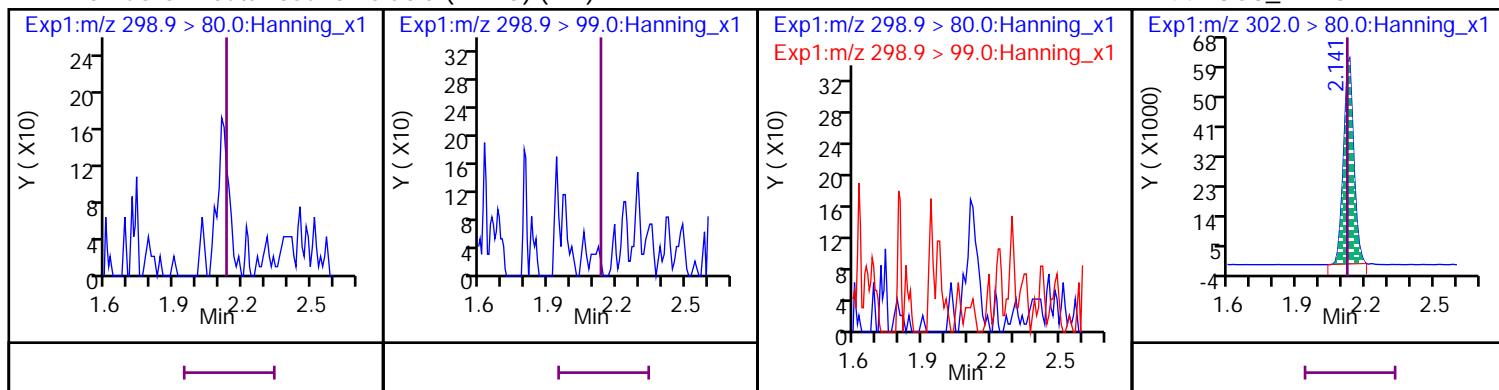 Exp1:m/z 298.9 > 80.0:Hanning_x1
Y ( X10)
24
20
16
12
8
4
0
1.6 1.9 2.2 2.5
Min
Exp1:m/z 298.9 > 99.0:Hanning_x1
Y ( X10)
32
28
24
20
16
12
8
4
0
1.6 1.9 2.2 2.5
Min
Exp1:m/z 298.9 > 80.0:Hanning_x1
Exp1:m/z 298.9 > 99.0:Hanning_x1
Y ( X10)
32
28
24
20
16
12
8
4
0
1.6 1.9 2.2 2.5
Min
Exp1:m/z 302.0 > 80.0:Hanning_x1
2.141
Y ( X1000)
68
59
50
41
32
23
14
5
-4
1.6 1.9 2.2 2.5
Min